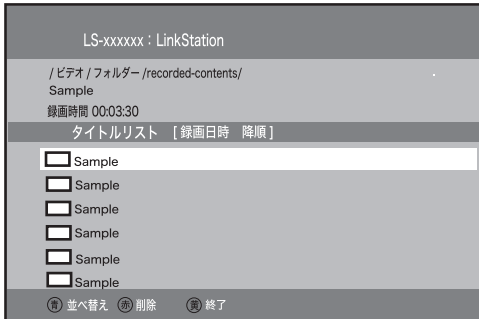 LS-xxxxxx：LinkStation
/ ビデオ / フォルダー /recorded-contents/
Sample
録画時間 00:03:30
タイトルリスト ［録画日時 降順］
Sample
Sample
Sample
Sample
Sample
Sample
青 並べ替え 赤 削除 黄 終了